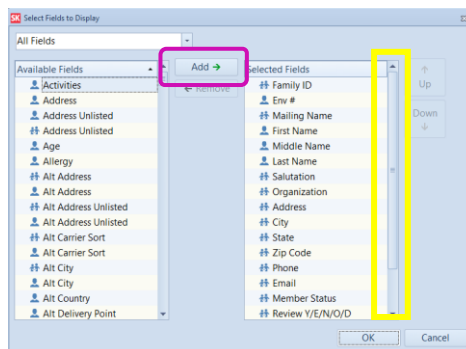 SK Select Fields to Display
All Fields
Available Fields
Activities
Address
Address Unlisted
Address Unlisted
Age
Allergy
Alt Address
Alt Address
Alt Address Unlisted
Alt Address Unlisted
Alt Carrier Sort
Alt Carrier Sort
Alt City
Alt City
Alt Country
Alt Delivery Point
Add →
← Remove
Selected Fields
Family ID
Env #
Mailing Name
First Name
Middle Name
Last Name
Salutation
Organization
Address
City
State
Zip Code
Phone
Email
Member Status
Review Y/E/N/O/D
Up
Down
OK
Cancel